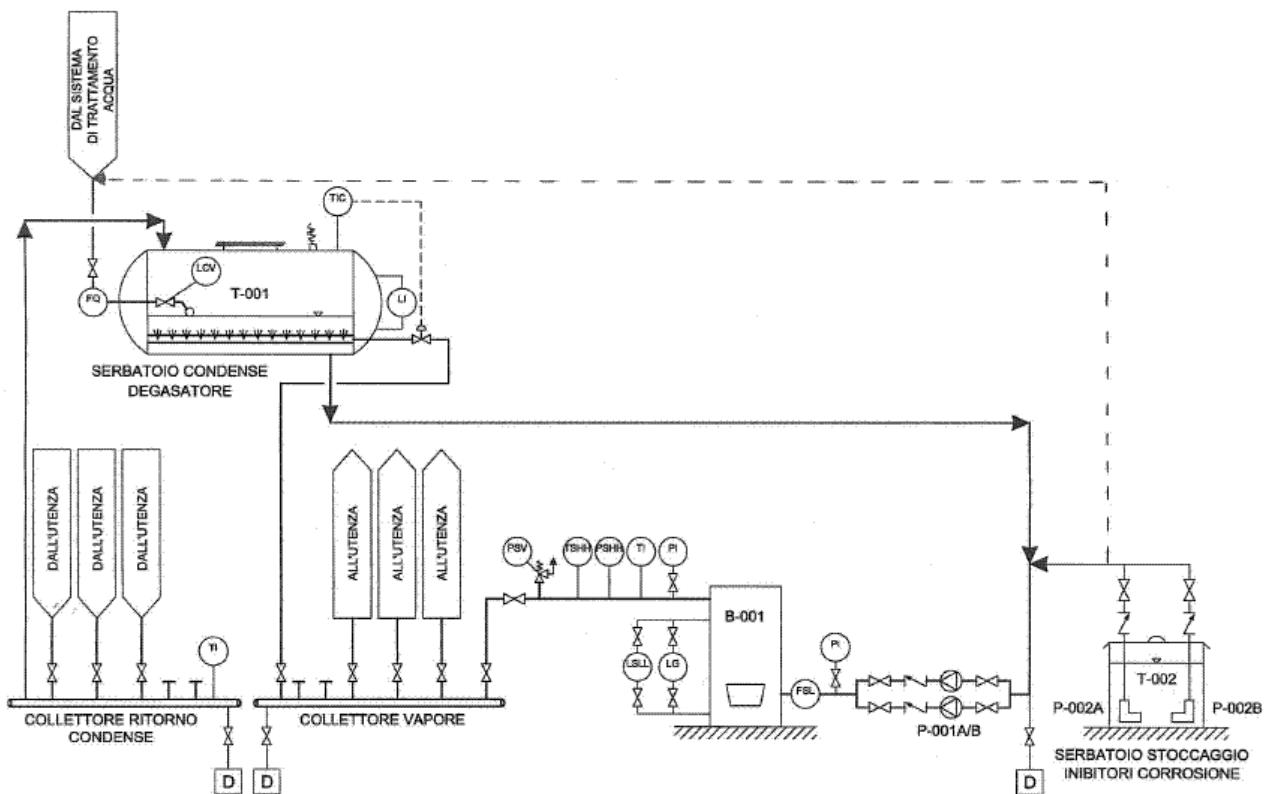 DAL SISTEMA
DI TRATTAMENTO
ACQUA
TIC
LCV
T-001
FQ
LI
SERBATOIO CONDENSE
DEGASATORE
DALL'UTENZA
DALL'UTENZA
DALL'UTENZA
ALL'UTENZA
ALL'UTENZA
ALL'UTENZA
PSV
TSHH
PSHH
TI
PI
B-001
LSLL
LG
PI
FSL
TI
T-002
P-002A
P-002B
COLLETTORE RITORNO
CONDENSE
COLLETTORE VAPORE
P-001A/B
SERBATOIO STOCCAGGIO
INIBITORI CORROSIONE
D
D
D